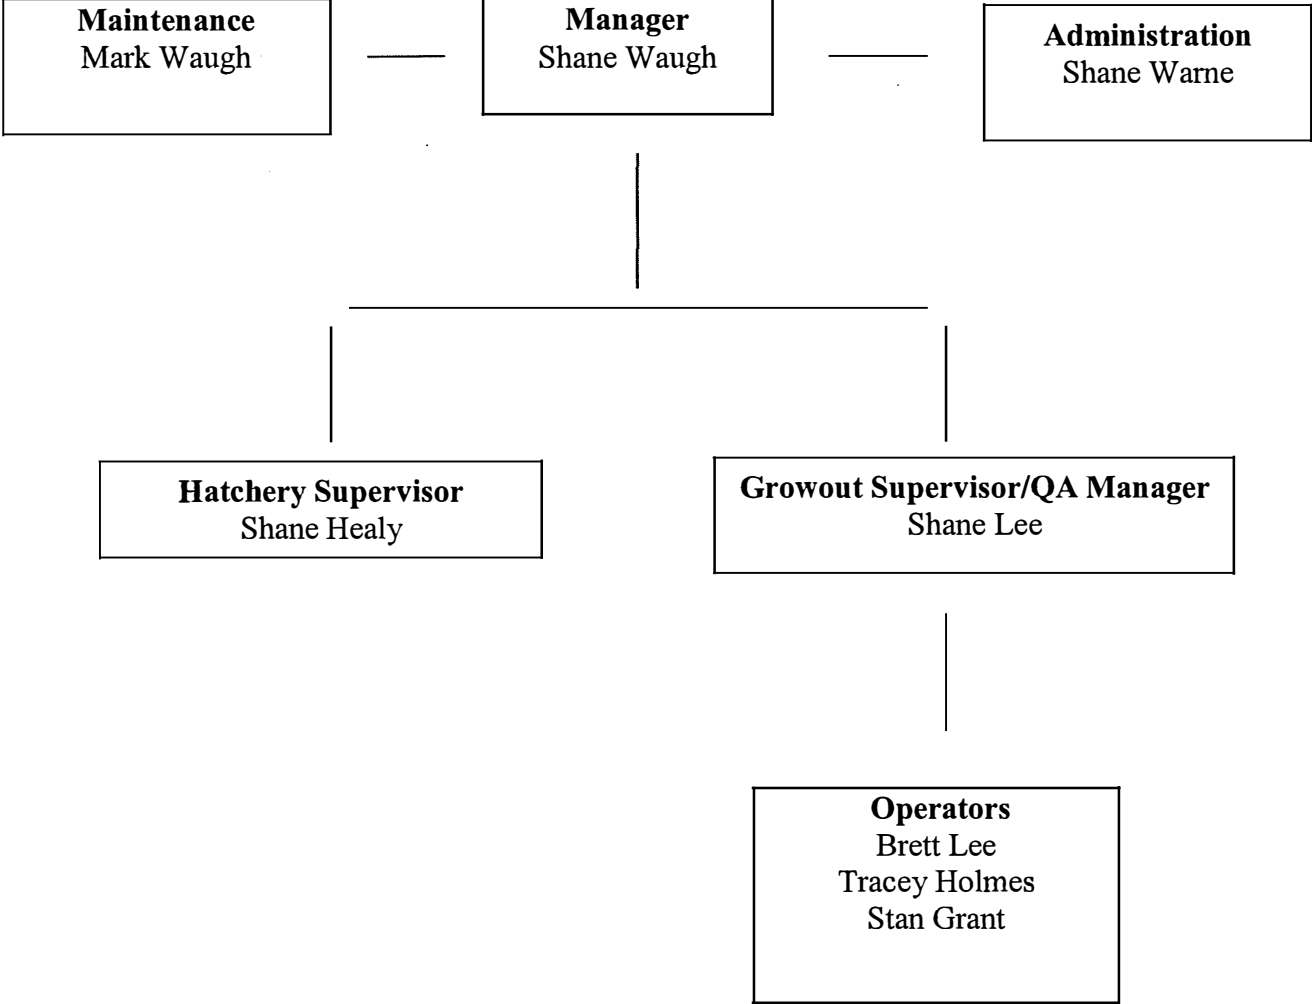 Maintenance
Mark Waugh
Manager
Shane Waugh
Administration
Shane Warne
Hatchery Supervisor
Shane Healy
Growout Supervisor/QA Manager
Shane Lee
Operators
Brett Lee
Tracey Holmes
Stan Grant